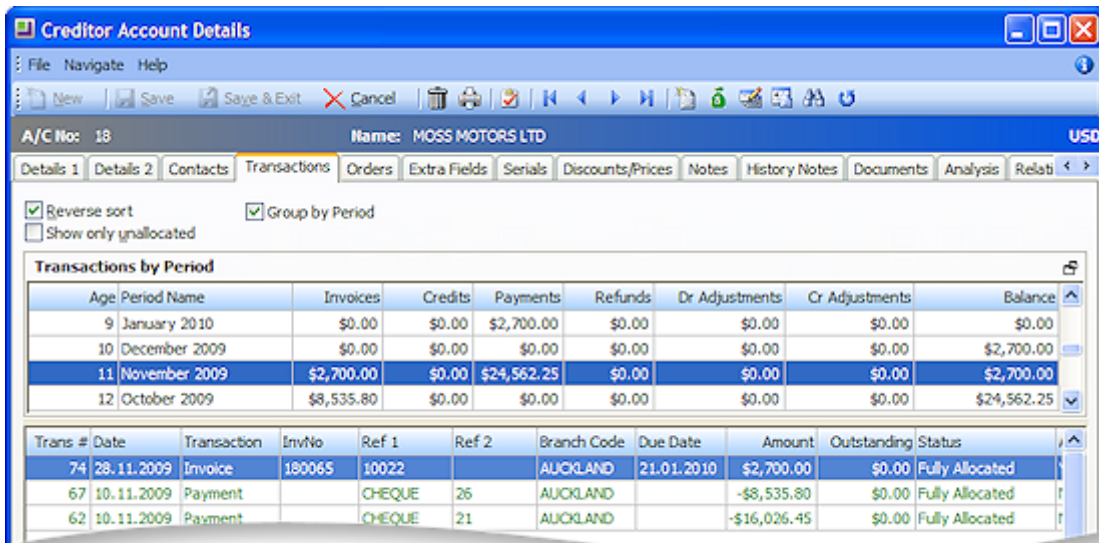 Creditor Account Details
File Navigate Help
New Save Save & Exit Cancel
A/C No: 18 Name: MOSS MOTORS LTD USD
Details 1 Details 2 Contacts Transactions Orders Extra Fields Serials Discounts/Prices Notes History Notes Documents Analysis Relati
Reverse sort Group by Period
Show only unallocated
Transactions by Period
Age Period Name Invoices Credits Payments Refunds Dr Adjustments Cr Adjustments Balance
9 January 2010 $0.00 $0.00 $2,700.00 $0.00 $0.00 $0.00 $0.00
10 December 2009 $0.00 $0.00 $0.00 $0.00 $0.00 $0.00 $2,700.00
11 November 2009 $2,700.00 $0.00 $24,562.25 $0.00 $0.00 $0.00 $2,700.00
12 October 2009 $8,535.80 $0.00 $0.00 $0.00 $0.00 $0.00 $24,562.25
Trans # Date Transaction InvNo Ref 1 Ref 2 Branch Code Due Date Amount Outstanding Status
74 28.11.2009 Invoice 180065 10022 AUCKLAND 21.01.2010 $2,700.00 $0.00 Fully Allocated
67 10.11.2009 Payment CHEQUE 26 AUCKLAND -$8,535.80 $0.00 Fully Allocated
62 10.11.2009 Payment CHEQUE 21 AUCKLAND -$16,026.45 $0.00 Fully Allocated